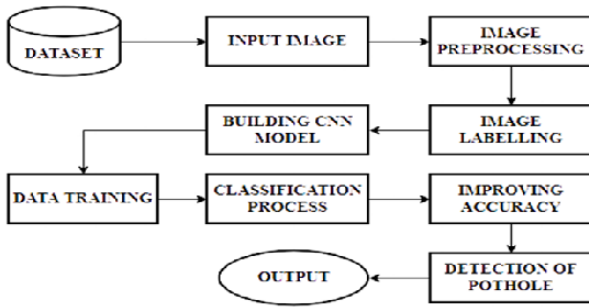 DATASET
INPUT IMAGE
IMAGE
PREPROCESSING
IMAGE
LABELLING
BUILDING CNN
MODEL
DATA TRAINING
CLASSIFICATION
PROCESS
IMPROVING
ACCURACY
DETECTION OF
POTHOLE
OUTPUT